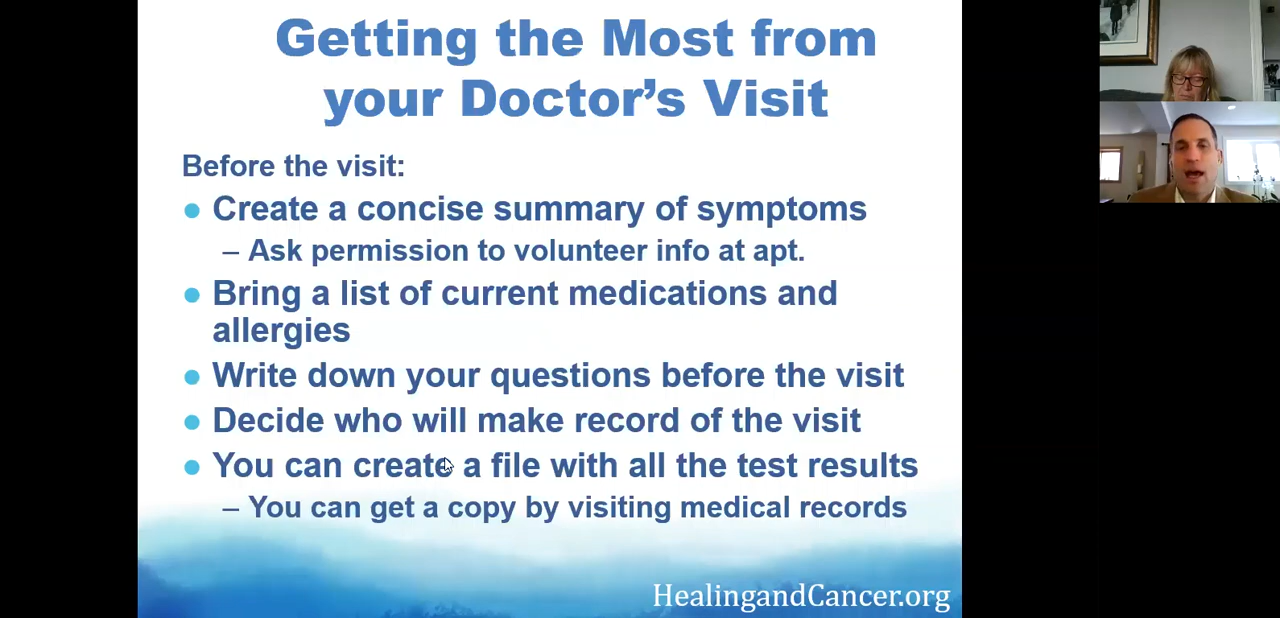 Getting the Most from
your Doctor's Visit
Before the visit:
● Create a concise summary of symptoms
– Ask permission to volunteer info at apt.
● Bring a list of current medications and
allergies
● Write down your questions before the visit
● Decide who will make record of the visit
● You can create a file with all the test results
– You can get a copy by visiting medical records
HealingandCancer.org